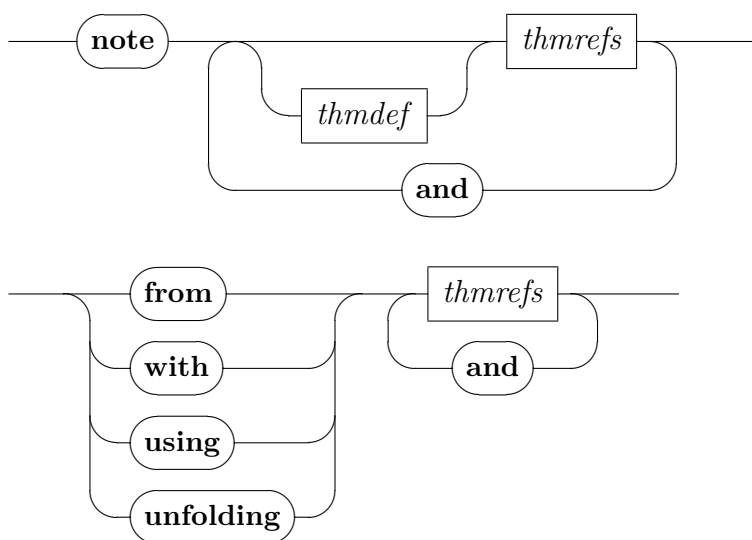 note thmrefs
thmdef
and
from thmrefs
with and
using
unfolding